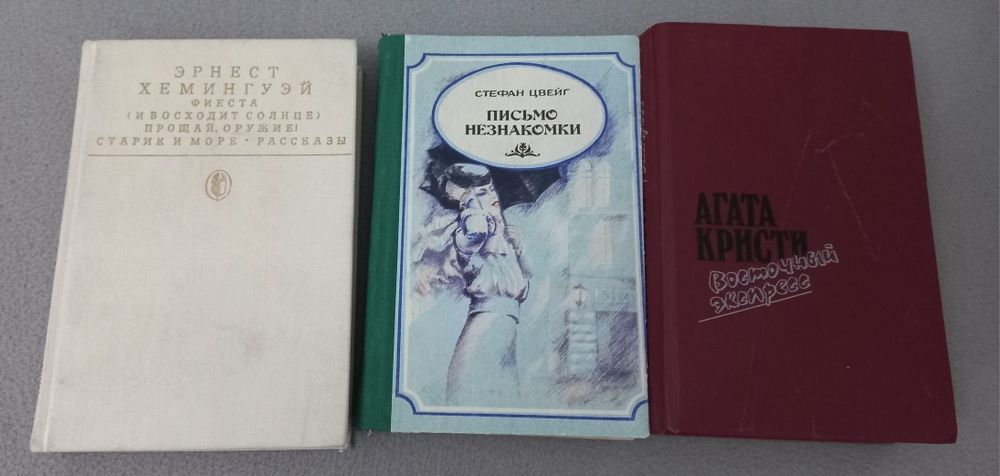 ЭРНЕСТ
ХЕМИНГУЭЙ
ФИЕСТА
(И ВОСХОДИТ СОЛНЦЕ)
ПРОЩАЙ, ОРУЖИЕ!
СТАРИК И МОРЕ • РАССКАЗЫ
СТЕФАН ЦВЕЙГ
ПИСЬМО
НЕЗНАКОМКИ
АГАТА
КРИСТИ
Восточный
экспресс